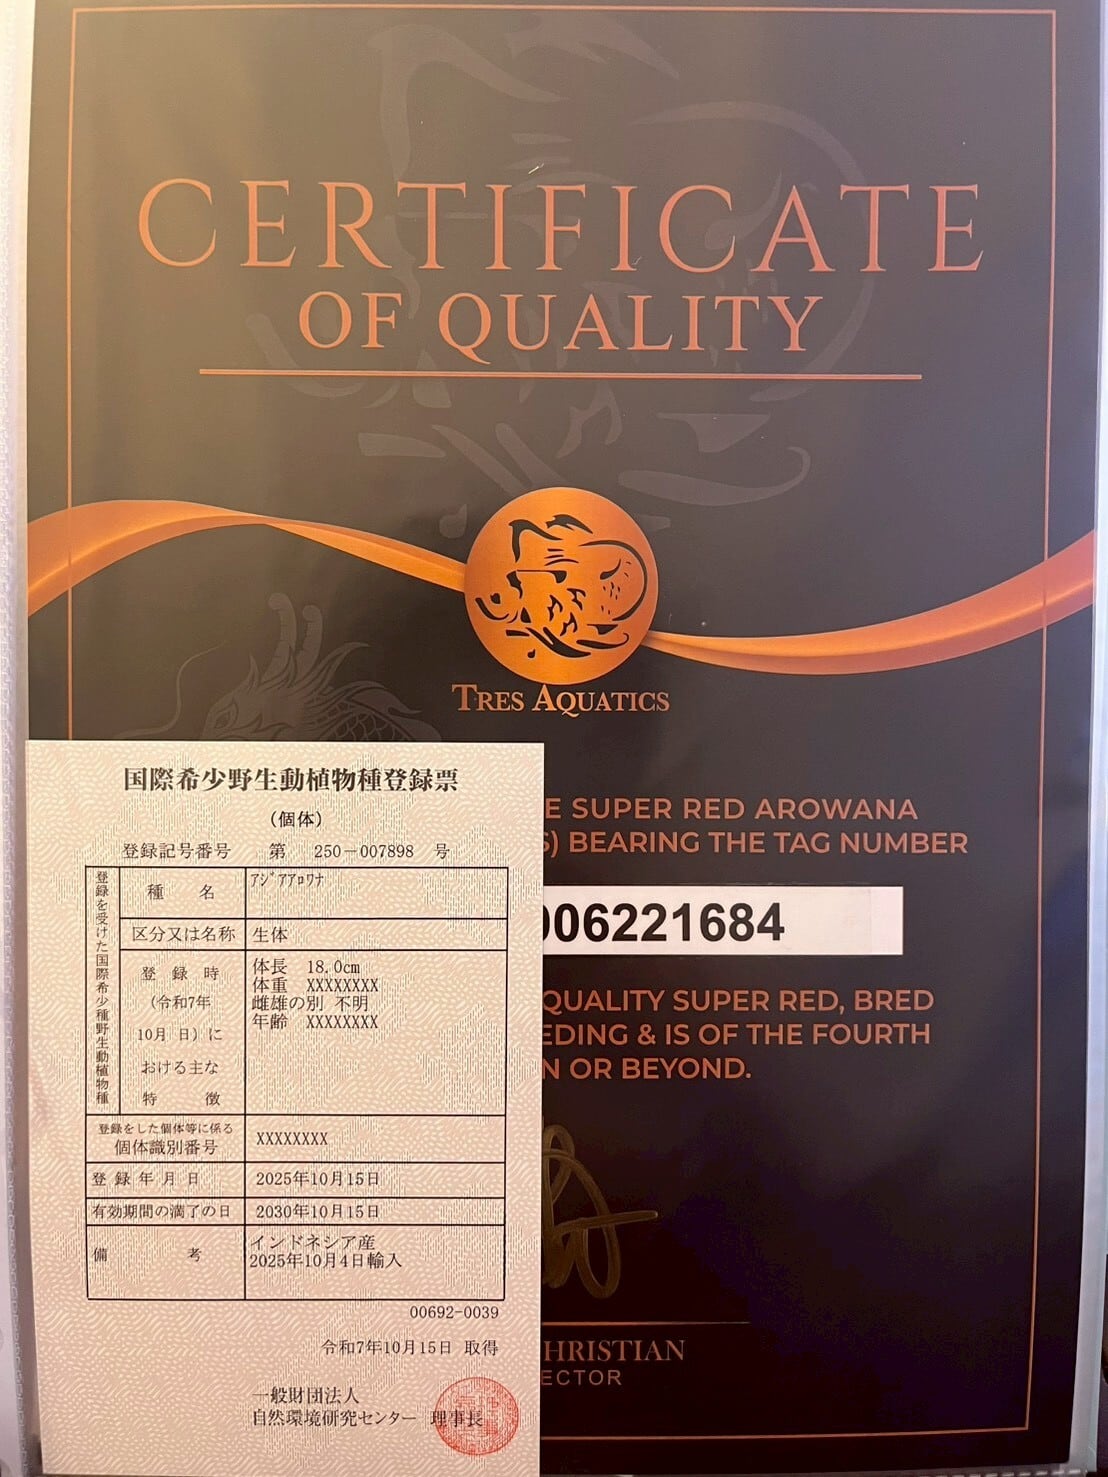 CERTIFICATE
OF QUALITY
TRES AQUATICS
SUPER RED AROWANA
BEARING THE TAG NUMBER
006221684
QUALITY SUPER RED, BRED
& IS OF THE FOURTH
OR BEYOND.
国際希少野生動植物種登録票
(個体)
登録記号番号 第 250-007898 号
登録を受けた国際希少種野生動植物種
種 名 アジアアロワナ
区分又は名称 生体
登録時
(令和7年
10月 日)に
おける主な
特 徴
体長 18.0cm
体重 XXXXXXXX
雌雄の別 不明
年齢 XXXXXXXX
登録をした個体等に係る
個体識別番号 XXXXXXXX
登録年月日 2025年10月15日
有効期間の満了の日 2030年10月15日
備 考 インドネシア産
2025年10月4日輸入
00692-0039
令和7年10月15日 取得
一般財団法人
自然環境研究センター 理事長
HRISTIAN
ECTOR